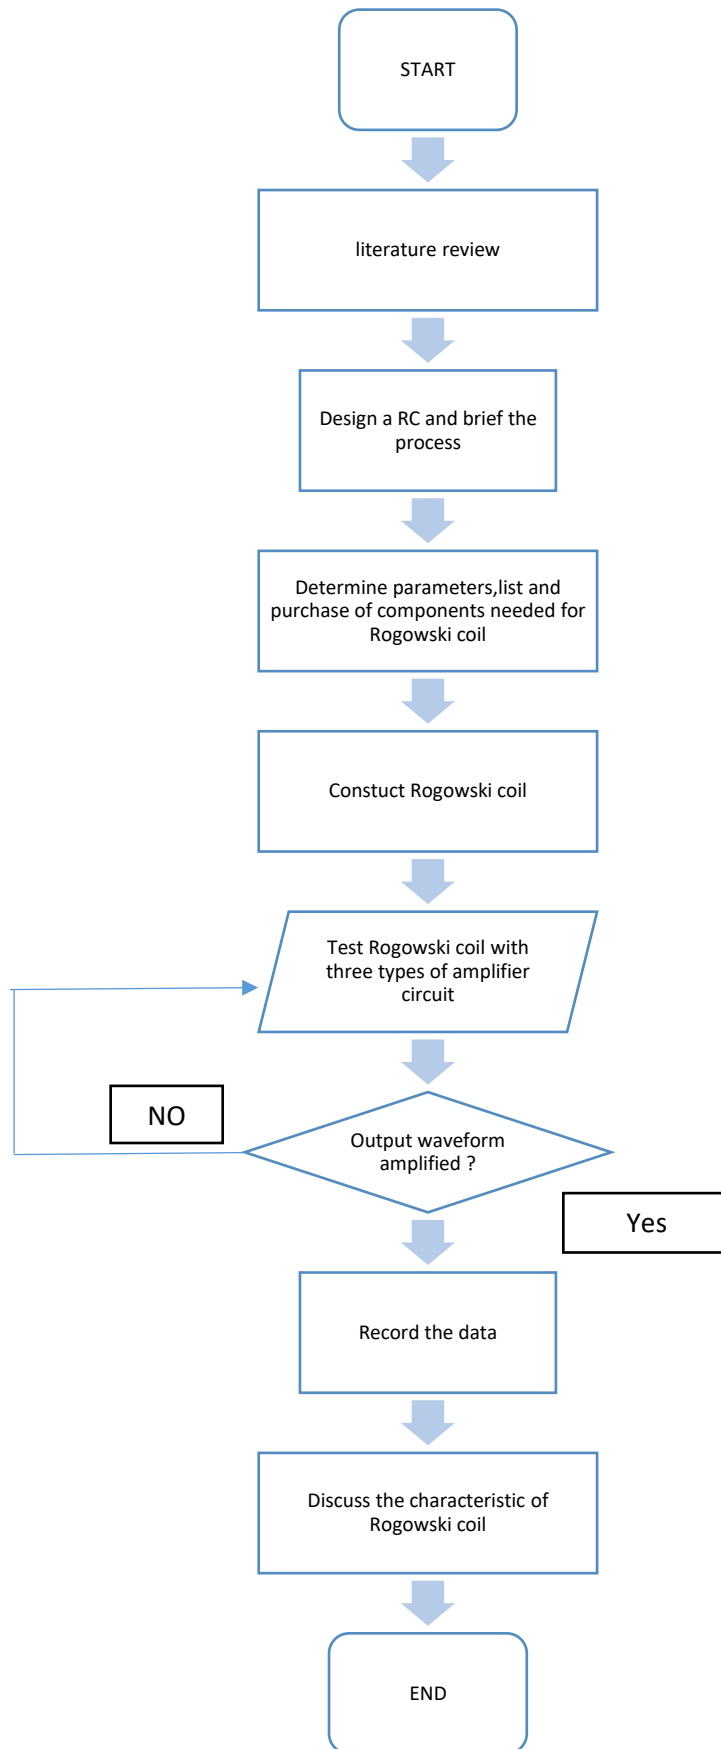 START
literature review
Design a RC and brief the
process
Determine parameters,list and
purchase of components needed for
Rogowski coil
Constuct Rogowski coil
Test Rogowski coil with
three types of amplifier
circuit
NO
Output waveform
amplified ?
Yes
Record the data
Discuss the characteristic of
Rogowski coil
END